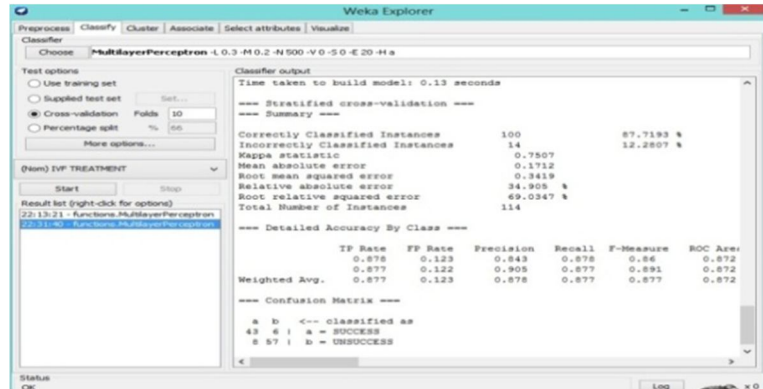 Weka Explorer
Preprocess Classify Cluster Associate Select attributes Visualize
Classifier
Choose MultilayerPerceptron -L 0.3 -M 0.2 -N 500 -V 0 -S 0 -E 20 -H a
Test options
Use training set
Supplied test set Set...
Cross-validation Folds 10
Percentage split % 66
More options...
(Nom) IVF TREATMENT
Start Stop
Result list (right-click for options)
22:13:21 - functions.MultilayerPerceptron
22:31:40 - functions.MultilayerPerceptron
Classifier output
Time taken to build model: 0.13 seconds
=== Stratified cross-validation ===
=== Summary ===
Correctly Classified Instances 100 87.7193 %
Incorrectly Classified Instances 14 12.2807 %
Kappa statistic 0.7507
Mean absolute error 0.1712
Root mean squared error 0.3419
Relative absolute error 34.905 %
Root relative squared error 69.0347 %
Total Number of Instances 114
=== Detailed Accuracy By Class ===
TP Rate FP Rate Precision Recall F-Measure ROC Area
0.878 0.123 0.843 0.878 0.86 0.872
0.877 0.122 0.905 0.877 0.891 0.872
Weighted Avg. 0.877 0.123 0.878 0.877 0.877 0.872
=== Confusion Matrix ===
a b <-- classified as
43 6 | a = SUCCESS
8 57 | b = UNSUCCESS
Status
OK
Log x 0